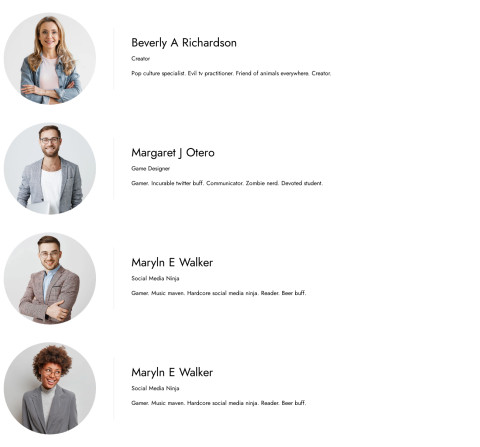 Beverly A Richardson
Creator
Pop culture specialist. Evil tv practitioner. Friend of animals everywhere. Creator.
Margaret J Otero
Game Designer
Gamer. Incurable twitter buff. Communicator. Zombie nerd. Devoted student.
Maryln E Walker
Social Media Ninja
Gamer. Music maven. Hardcore social media ninja. Reader. Beer buff.
Maryln E Walker
Social Media Ninja
Gamer. Music maven. Hardcore social media ninja. Reader. Beer buff.